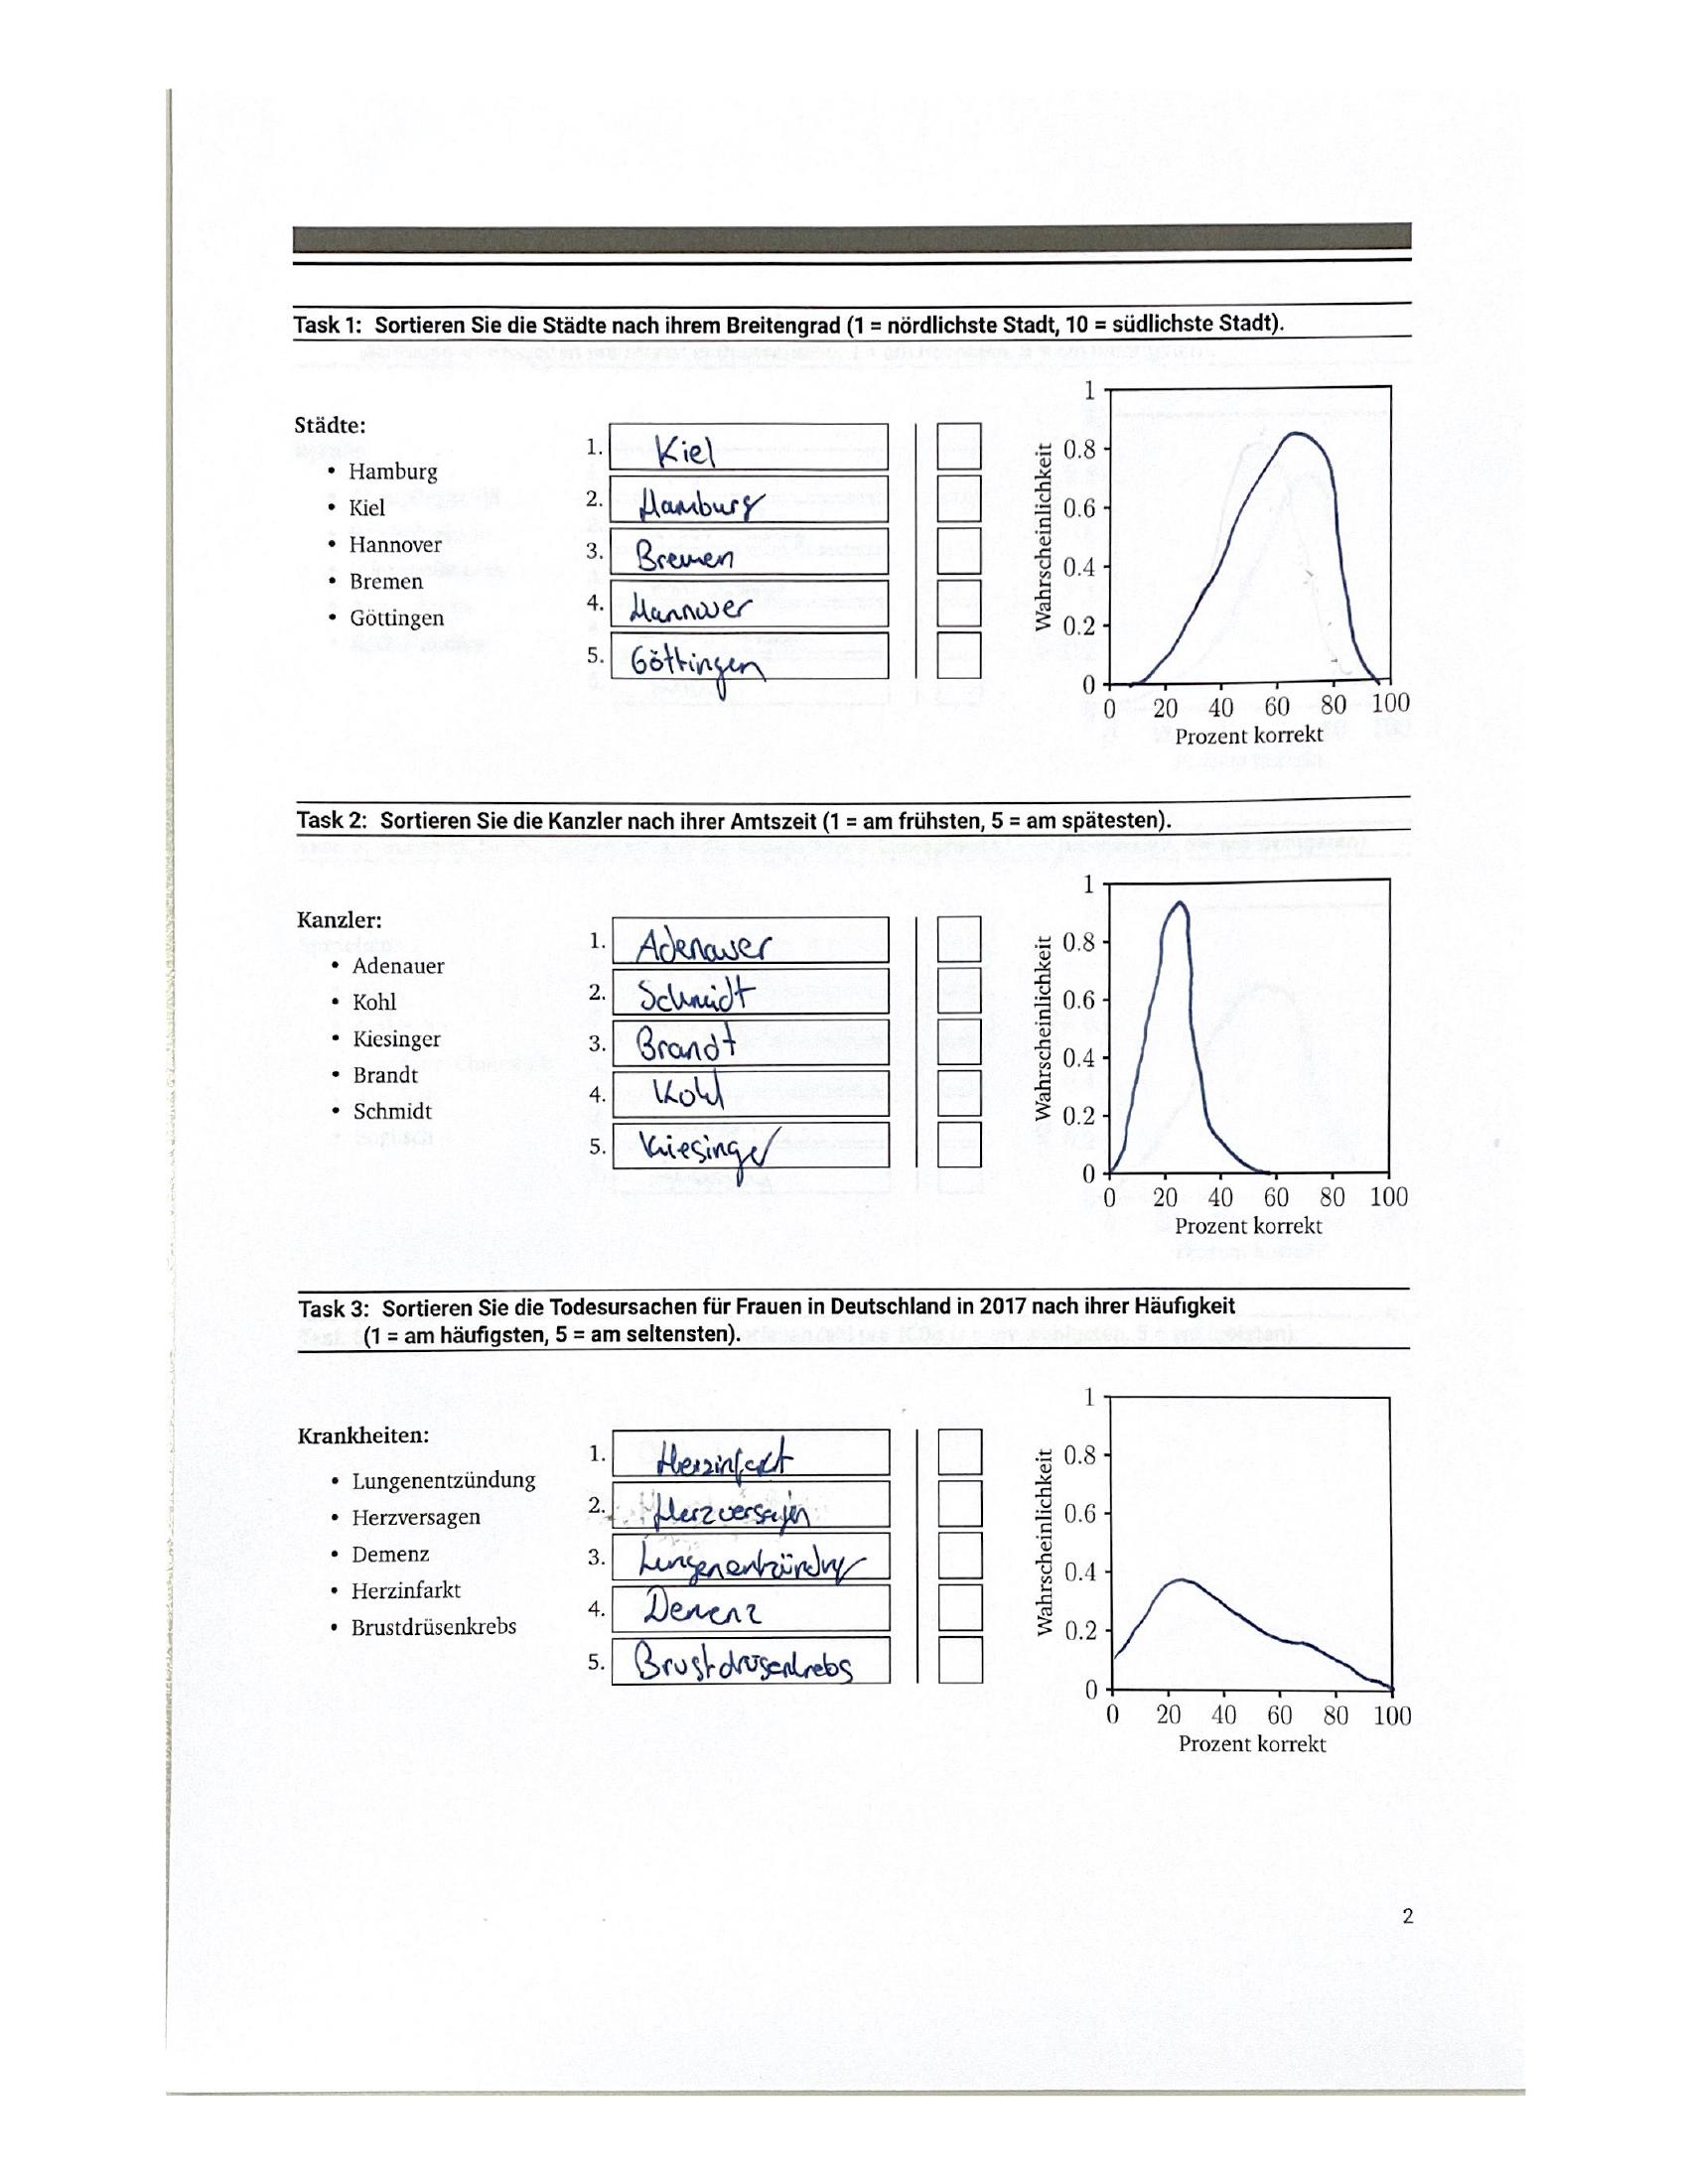 Task 1: Sortieren Sie die Städte nach ihrem Breitengrad (1 = nördlichste Stadt, 10 = südlichste Stadt).
Städte:
• Hamburg
• Kiel
• Hannover
• Bremen
• Göttingen
1. Kiel
2. Hamburg
3. Bremen
4. Hannover
5. Göttingen
Wahrscheinlichkeit
1
0.8
0.6
0.4
0.2
0
0 20 40 60 80 100
Prozent korrekt
Task 2: Sortieren Sie die Kanzler nach ihrer Amtszeit (1 = am frühsten, 5 = am spätesten).
Kanzler:
• Adenauer
• Kohl
• Kiesinger
• Brandt
• Schmidt
1. Adenauer
2. Schmidt
3. Brandt
4. Kohl
5. Kiesinger
Wahrscheinlichkeit
1
0.8
0.6
0.4
0.2
0
0 20 40 60 80 100
Prozent korrekt
Task 3: Sortieren Sie die Todesursachen für Frauen in Deutschland in 2017 nach ihrer Häufigkeit
(1 = am häufigsten, 5 = am seltensten).
Krankheiten:
• Lungenentzündung
• Herzversagen
• Demenz
• Herzinfarkt
• Brustdrüsenkrebs
1. Herzinfarkt
2. Herzversagen
3. Lungenentzündung
4. Demenz
5. Brustdrüsenkrebs
Wahrscheinlichkeit
1
0.8
0.6
0.4
0.2
0
0 20 40 60 80 100
Prozent korrekt
2